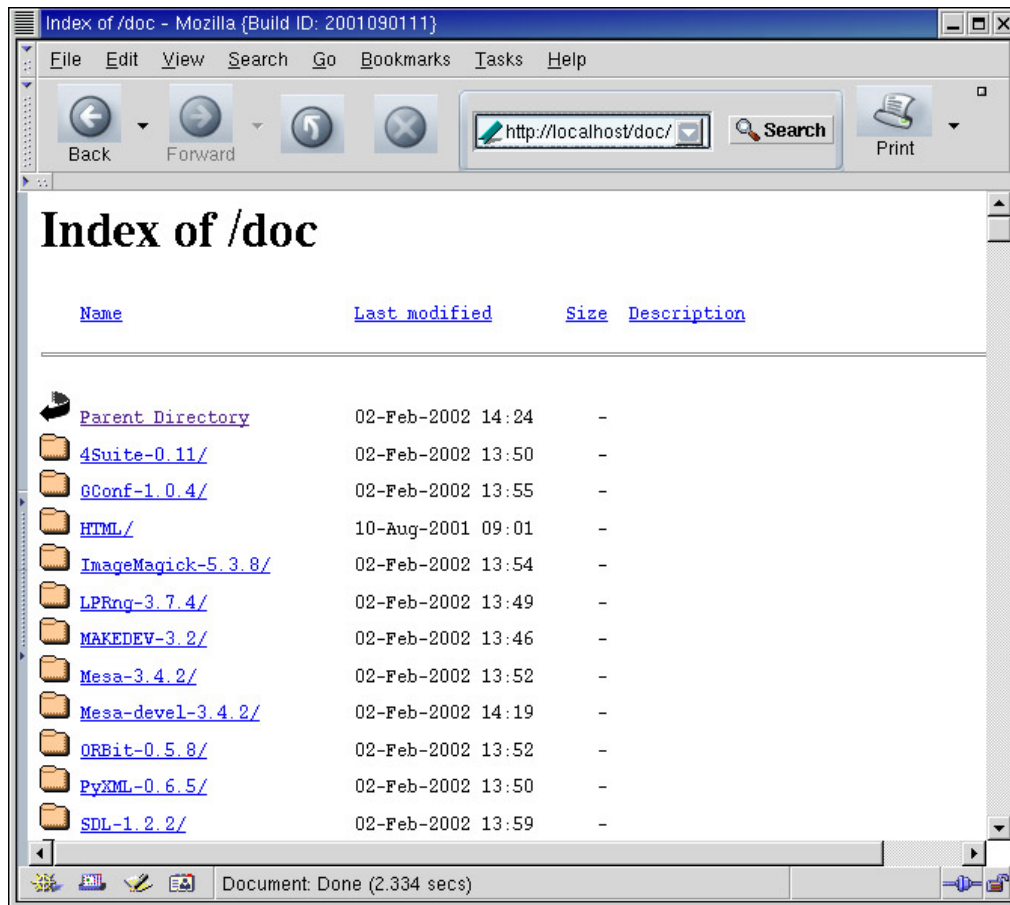 Index of /doc - Mozilla {Build ID: 2001090111}
File Edit View Search Go Bookmarks Tasks Help
http://localhost/doc/ Search
Back Forward Print
Index of /doc
Name Last modified Size Description
Parent Directory 02-Feb-2002 14:24 -
4Suite-0.11/ 02-Feb-2002 13:50 -
GConf-1.0.4/ 02-Feb-2002 13:55 -
HTML/ 10-Aug-2001 09:01 -
ImageMagick-5.3.8/ 02-Feb-2002 13:54 -
LPRng-3.7.4/ 02-Feb-2002 13:49 -
MAKEDEV-3.2/ 02-Feb-2002 13:46 -
Mesa-3.4.2/ 02-Feb-2002 13:52 -
Mesa-devel-3.4.2/ 02-Feb-2002 14:19 -
ORBit-0.5.8/ 02-Feb-2002 13:52 -
PyXML-0.6.5/ 02-Feb-2002 13:50 -
SDL-1.2.2/ 02-Feb-2002 13:59 -
Document: Done (2.334 secs)